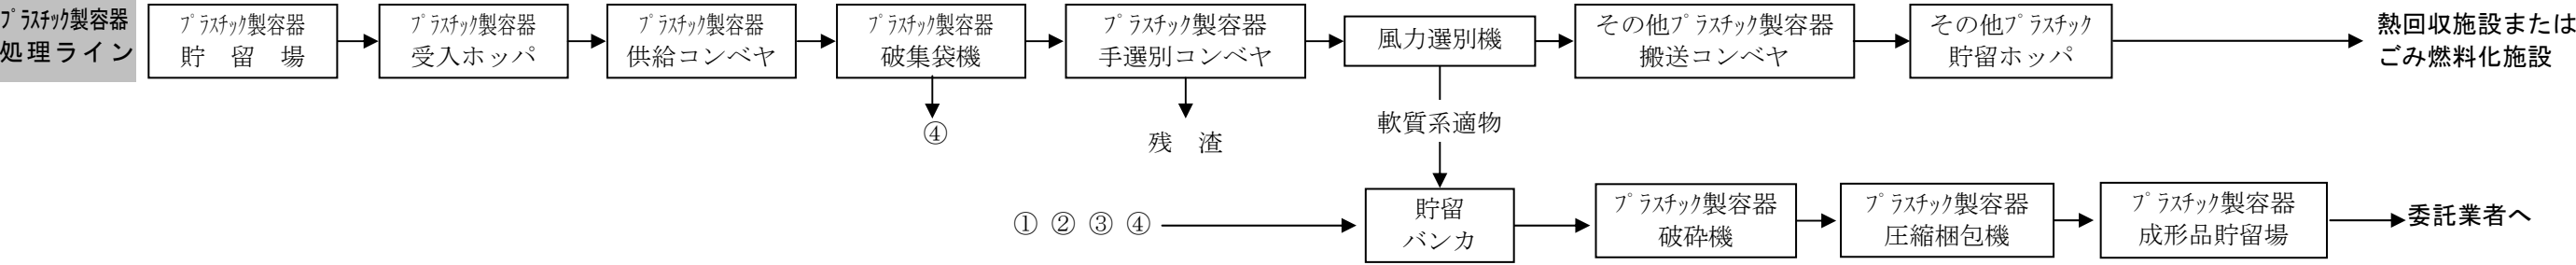 ﾌﾟﾗｽﾁｯｸ製容器
処理ライン
ﾌﾟﾗｽﾁｯｸ製容器
貯　留　場
ﾌﾟﾗｽﾁｯｸ製容器
受入ホッパ
ﾌﾟﾗｽﾁｯｸ製容器
供給コンベヤ
ﾌﾟﾗｽﾁｯｸ製容器
破集袋機
ﾌﾟﾗｽﾁｯｸ製容器
手選別コンベヤ
風力選別機
その他ﾌﾟﾗｽﾁｯｸ製容器
搬送コンベヤ
その他ﾌﾟﾗｽﾁｯｸ
貯留ホッパ
熱回収施設または
ごみ燃料化施設
④
残　渣
軟質系適物
① ② ③ ④
貯留
バンカ
ﾌﾟﾗｽﾁｯｸ製容器
破砕機
ﾌﾟﾗｽﾁｯｸ製容器
圧縮梱包機
ﾌﾟﾗｽﾁｯｸ製容器
成形品貯留場
委託業者へ